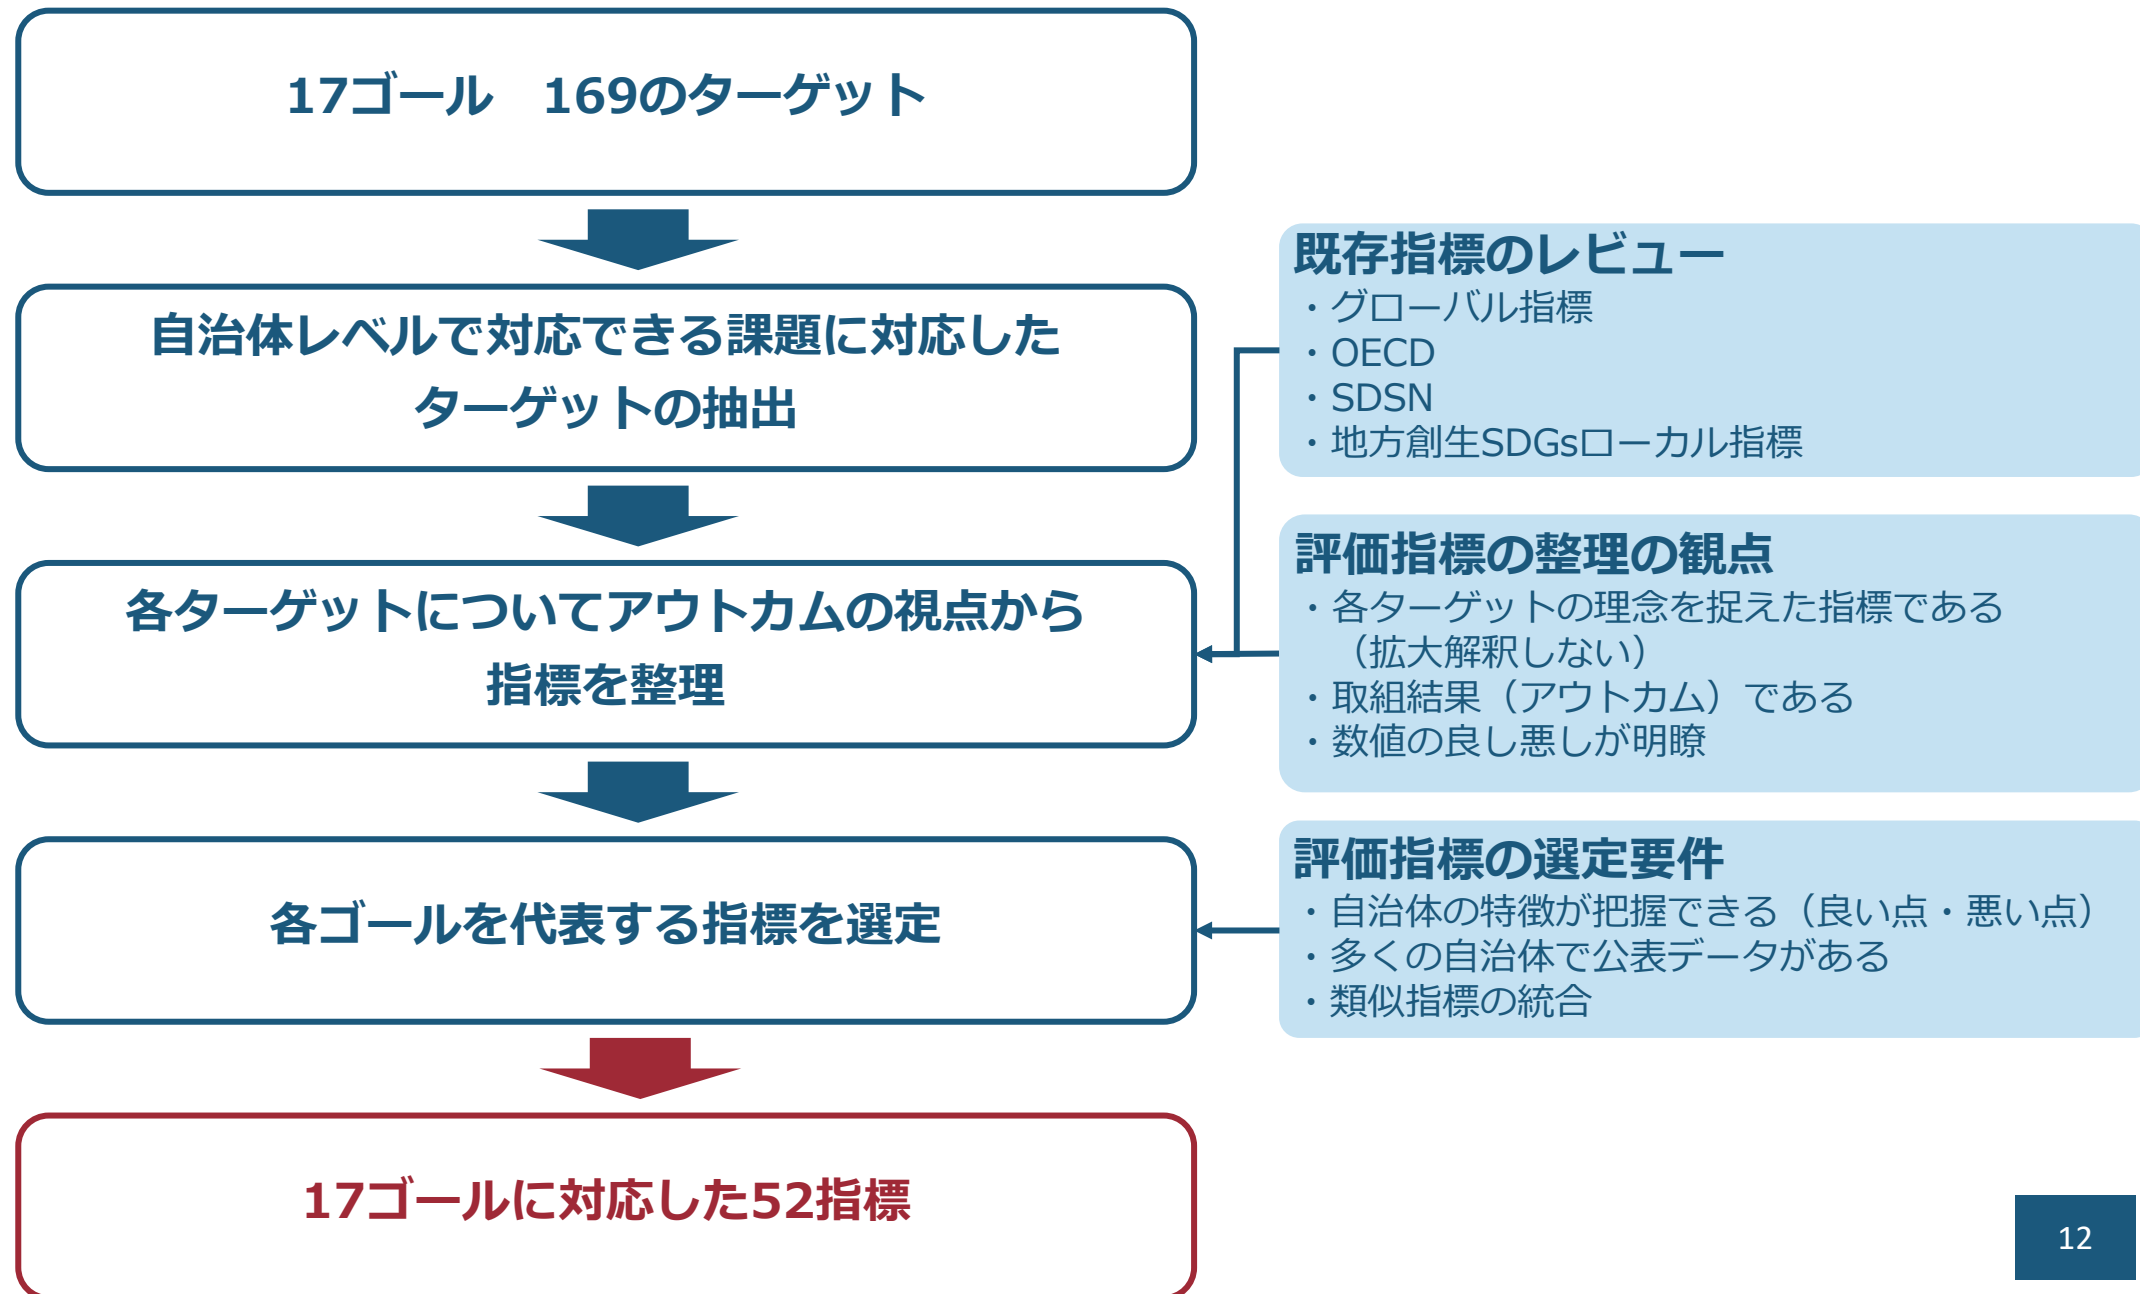 17ゴール　169のターゲット
自治体レベルで対応できる課題に対応した
ターゲットの抽出
各ターゲットについてアウトカムの視点から
指標を整理
各ゴールを代表する指標を選定
17ゴールに対応した52指標
既存指標のレビュー
・グローバル指標
・OECD
・SDSN
・地方創生SDGsローカル指標
評価指標の整理の観点
・各ターゲットの理念を捉えた指標である
（拡大解釈しない）
・取組結果（アウトカム）である
・数値の良し悪しが明瞭
評価指標の選定要件
・自治体の特徴が把握できる（良い点・悪い点）
・多くの自治体で公表データがある
・類似指標の統合
12